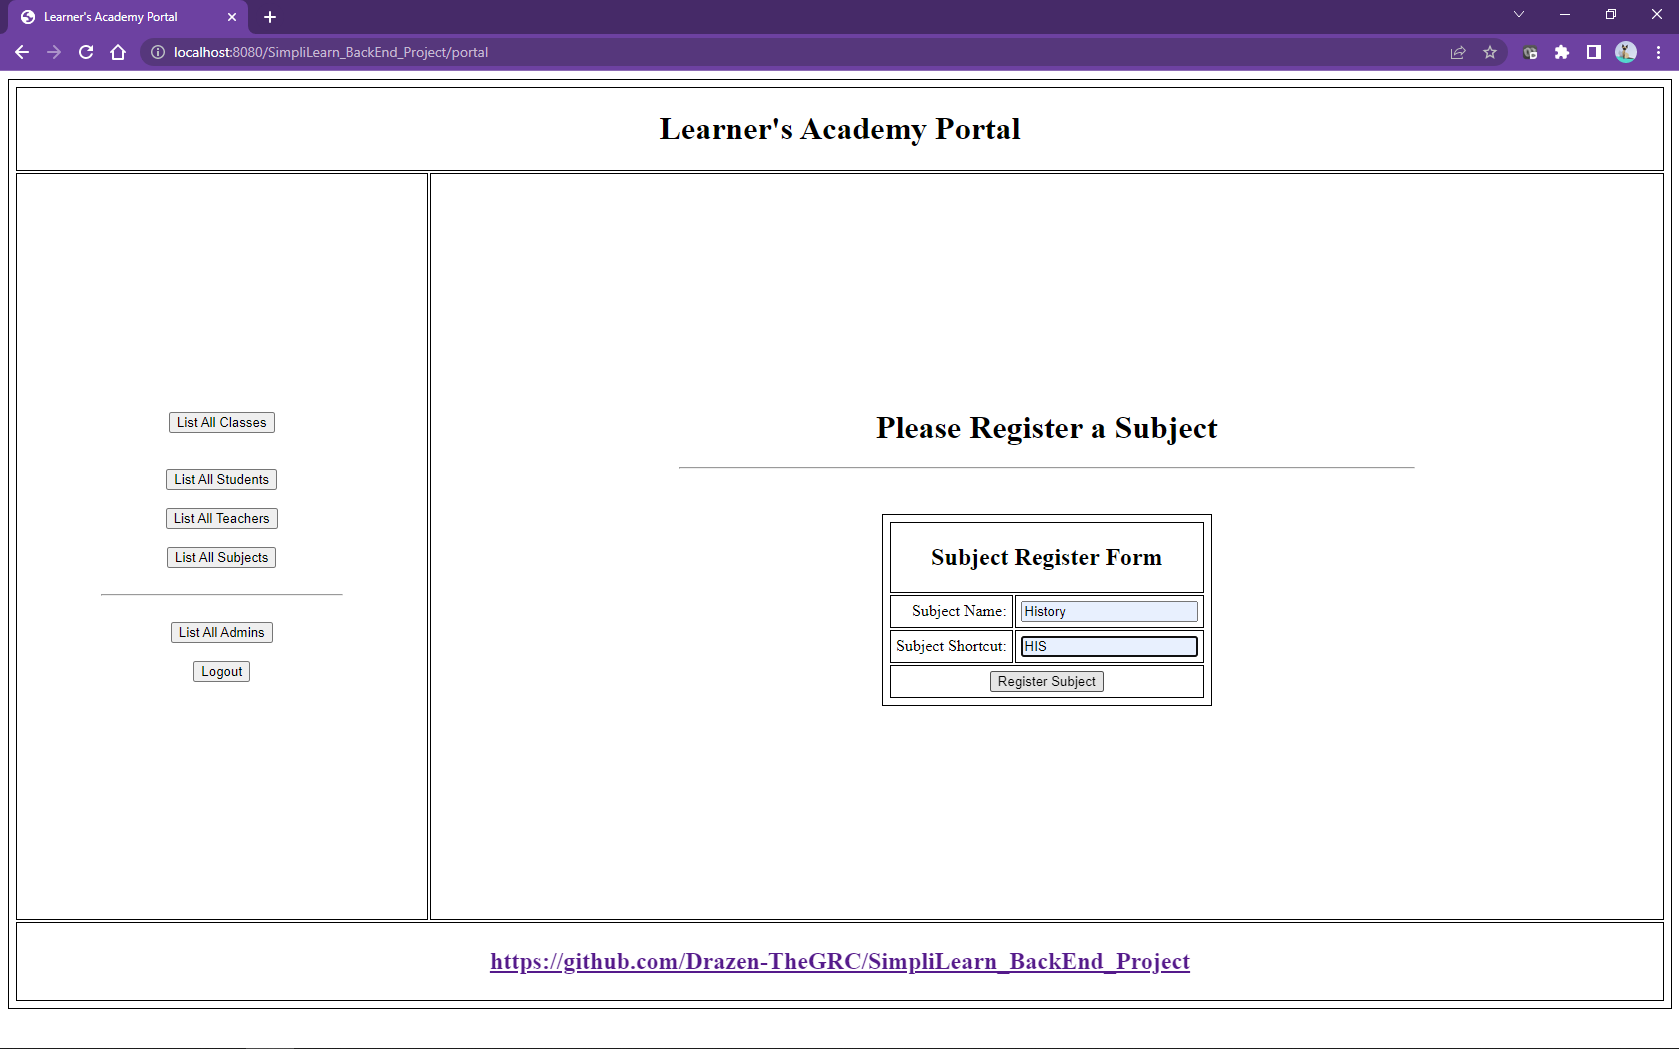 Learner's Academy Portal
localhost:8080/SimpliLearn_BackEnd_Project/portal
Learner's Academy Portal
List All Classes
List All Students
List All Teachers
List All Subjects
List All Admins
Logout
Please Register a Subject
Subject Register Form
Subject Name: History
Subject Shortcut: HIS
Register Subject
https://github.com/Drazen-TheGRC/SimpliLearn_BackEnd_Project